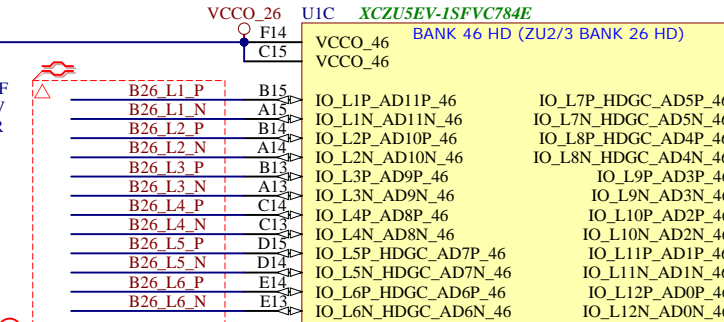 VCCO_26 U1C XCZU5EV-1SFVC784E
F14 VCCO_46 BANK 46 HD (ZU2/3 BANK 26 HD)
C15 VCCO_46
B26_L1_P B15 IO_L1P_AD11P_46 IO_L7P_HDGC_AD5P_46
B26_L1_N A15 IO_L1N_AD11N_46 IO_L7N_HDGC_AD5N_46
B26_L2_P B14 IO_L2P_AD10P_46 IO_L8P_HDGC_AD4P_46
B26_L2_N A14 IO_L2N_AD10N_46 IO_L8N_HDGC_AD4N_46
B26_L3_P B13 IO_L3P_AD9P_46 IO_L9P_AD3P_46
B26_L3_N A13 IO_L3N_AD9N_46 IO_L9N_AD3N_46
B26_L4_P C14 IO_L4P_AD8P_46 IO_L10P_AD2P_46
B26_L4_N C13 IO_L4N_AD8N_46 IO_L10N_AD2N_46
B26_L5_P D15 IO_L5P_HDGC_AD7P_46 IO_L11P_AD1P_46
B26_L5_N D14 IO_L5N_HDGC_AD7N_46 IO_L11N_AD1N_46
B26_L6_P E14 IO_L6P_HDGC_AD6P_46 IO_L12P_AD0P_46
B26_L6_N E13 IO_L6N_HDGC_AD6N_46 IO_L12N_AD0N_46